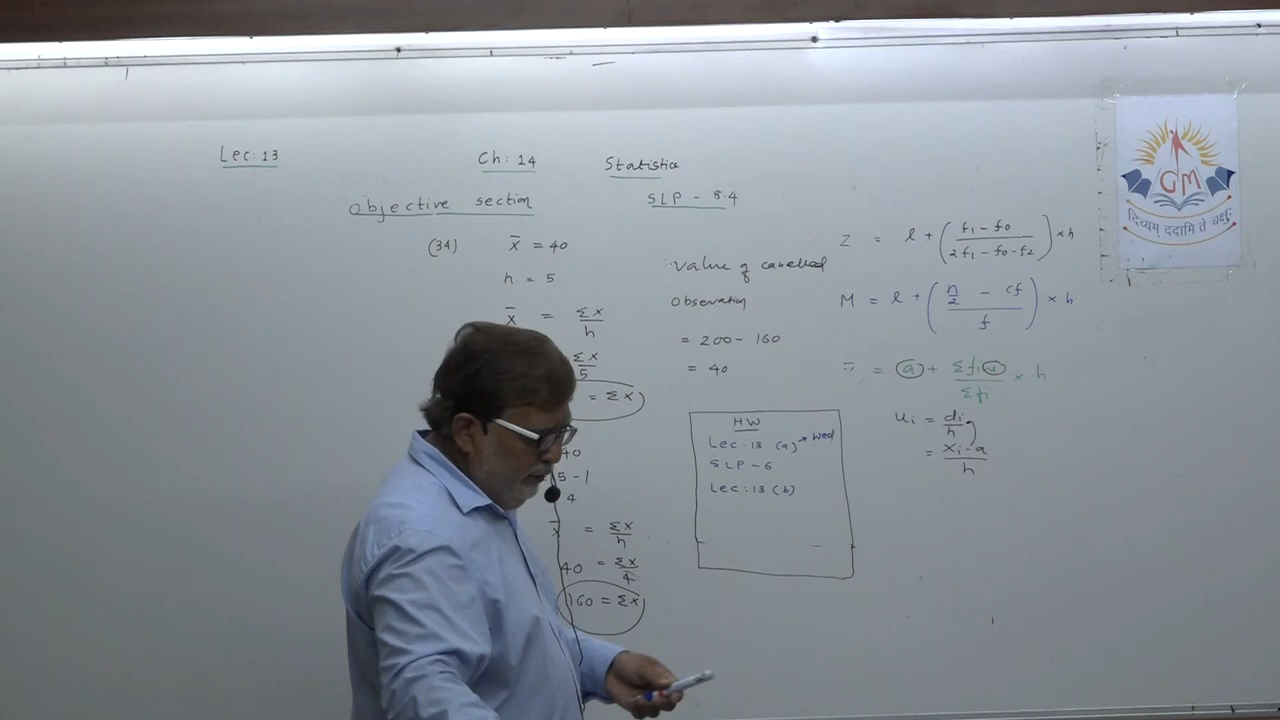 Lec: 13 Ch: 14 Statistics
Objective section SLP - 8.4
(34) x̄ = 40
n = 5
x̄ = Σx/n
Σx/5
= Σx
40
5 - 1
4
x̄ = Σx/n
40 = Σx/4
160 = Σx
∵ value of cancelled
observation
= 200 - 160
= 40
HW
Lec: 13 (a) → Wed
SLP - 6
Lec: 13 (b)
Z = l + ( f1 - f0 / 2f1 - f0 - f2 ) × h
M = l + ( n/2 - cf / f ) × h
= a + Σfiui / Σfi × h
ui = di/h
= xi - a / h
GM
दिव्यम् ददामि ते चक्षुः